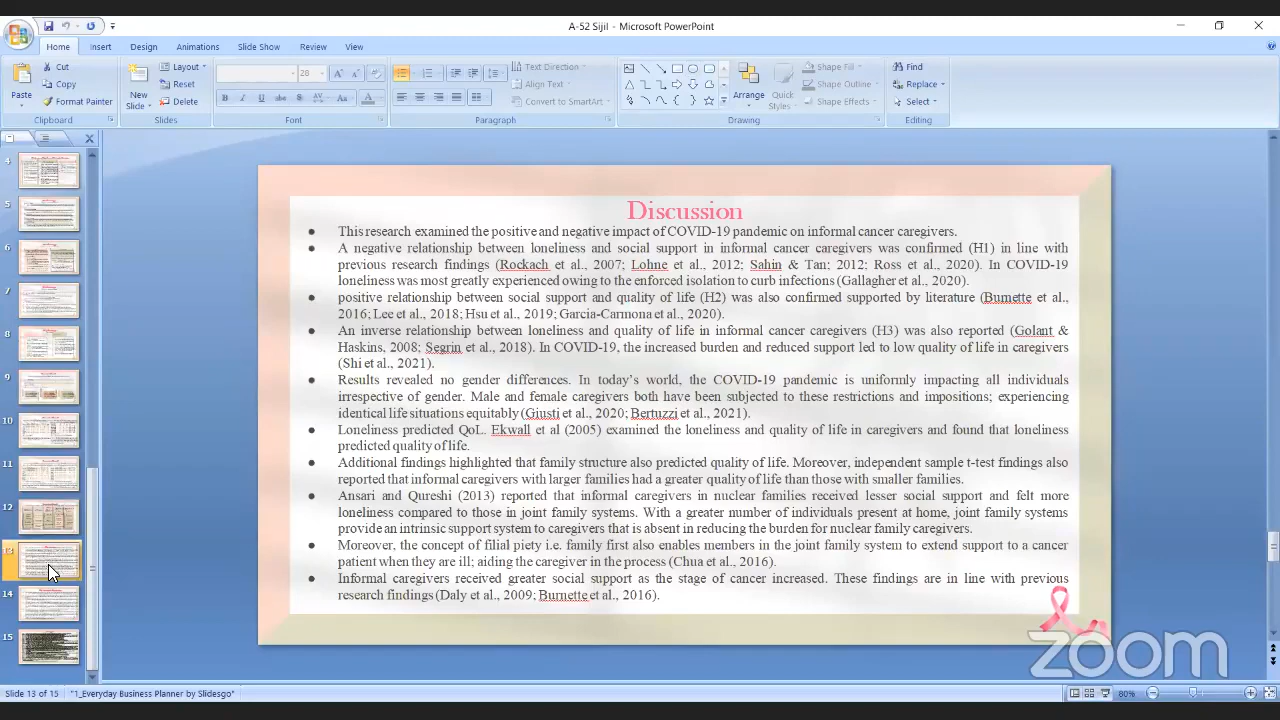 A-52 Sijil - Microsoft PowerPoint
Home Insert Design Animations Slide Show Review View
Cut Layout 28 Text Direction Shape Fill Find
Copy Reset Align Text Shape Outline Replace
Paste Format Painter New Slide Delete Convert to SmartArt Arrange Quick Styles Shape Effects Select
Clipboard Slides Font Paragraph Drawing Editing
4
5
6
7
8
9
10
11
12
13
14
15
Discussion
This research examined the positive and negative impact of COVID-19 pandemic on informal cancer caregivers.
A negative relationship between loneliness and social support in informal cancer caregivers was confirmed (H1) in line with
previous research findings (Rockach et al., 2007; Lohne et al., 2012; Sahin & Tan; 2012; Ross et al., 2020). In COVID-19
loneliness was most acutely experienced owing to the enforced isolation to curb infections (Gallagher et al., 2020).
positive relationship between social support and quality of life (H2) was also confirmed supported by literature (Burnette et al.,
2016; Lee et al., 2018; Hsu et al., 2019; Garcia-Carmona et al., 2020).
An inverse relationship between loneliness and quality of life in informal cancer caregivers (H3) was also reported (Golant &
Haskins, 2008; Segrin et al., 2018). In COVID-19, the increased burden and reduced support led to low quality of life in caregivers
(Shi et al., 2021).
Results revealed no gender differences. In today's world, the COVID-19 pandemic is uniformly impacting all individuals
irrespective of gender. Male and female caregivers both have been subjected to these restrictions and impositions; experiencing
identical life situations equitably (Giusti et al., 2020; Bernizzi et al., 2021).
Loneliness predicted QoL. Ekwall et al (2005) examined the loneliness and quality of life in caregivers and found that loneliness
predicted quality of life.
Additional findings highlighted that family structure also predicted quality of life. Moreover, independent sample t-test findings also
reported that informal caregivers with larger families had a greater quality of life than those with smaller families.
Ansari and Qureshi reported that informal caregivers in nuclear families received lesser social support and felt more
loneliness compared to those in joint family systems. With a greater number of individuals present at home, joint family systems
provide an intrinsic support system to caregivers that is absent in reducing the burden for nuclear family caregivers.
Moreover, the concept of filial piety i.e. family first also enables members in the joint family system to extend support to a cancer
patient when they are ill aiding the caregiver in the process (Chua et al., 2016).
Informal caregivers received greater social support as the stage of cancer increased. These findings are in line with previous
research findings et al., 2009; Burnette et al., 2016).
zoom
Slide 13 of 15 "1_Everyday Business Planner by Slidesgo" 80%